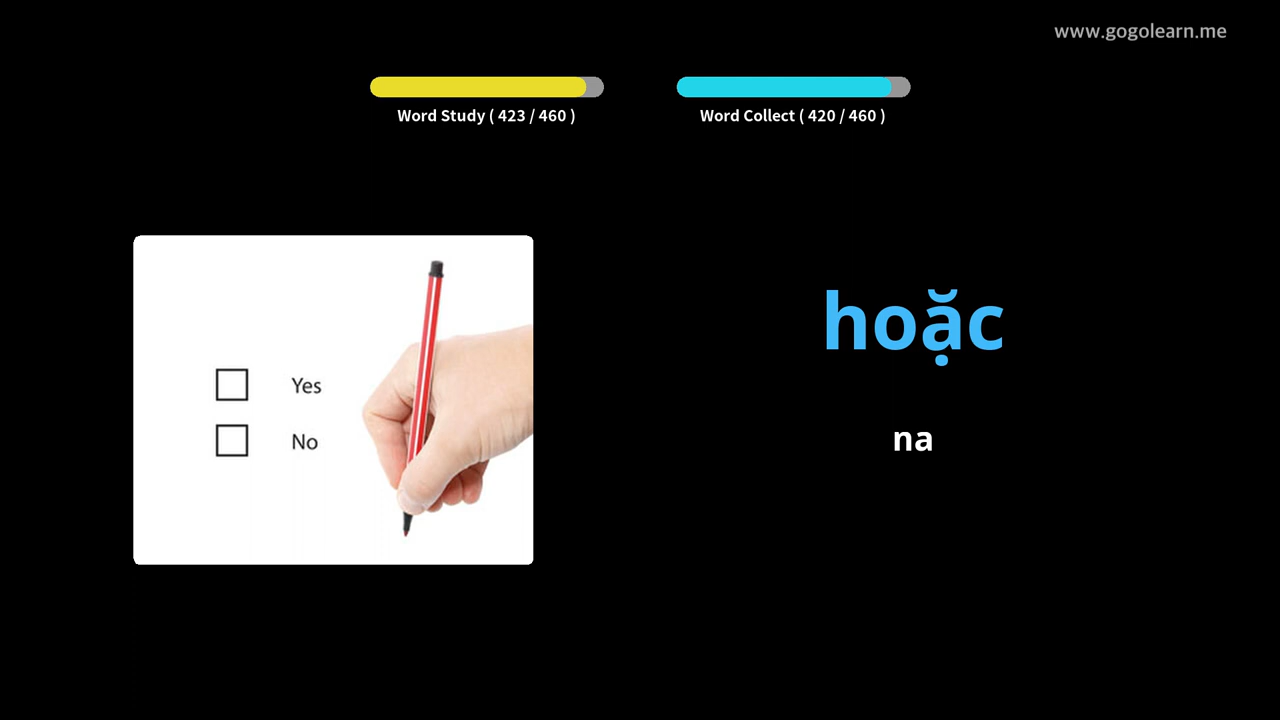 www.gogolearn.me
Word Study ( 423 / 460 )
Word Collect ( 420 / 460 )
Yes
No
hoặc
na